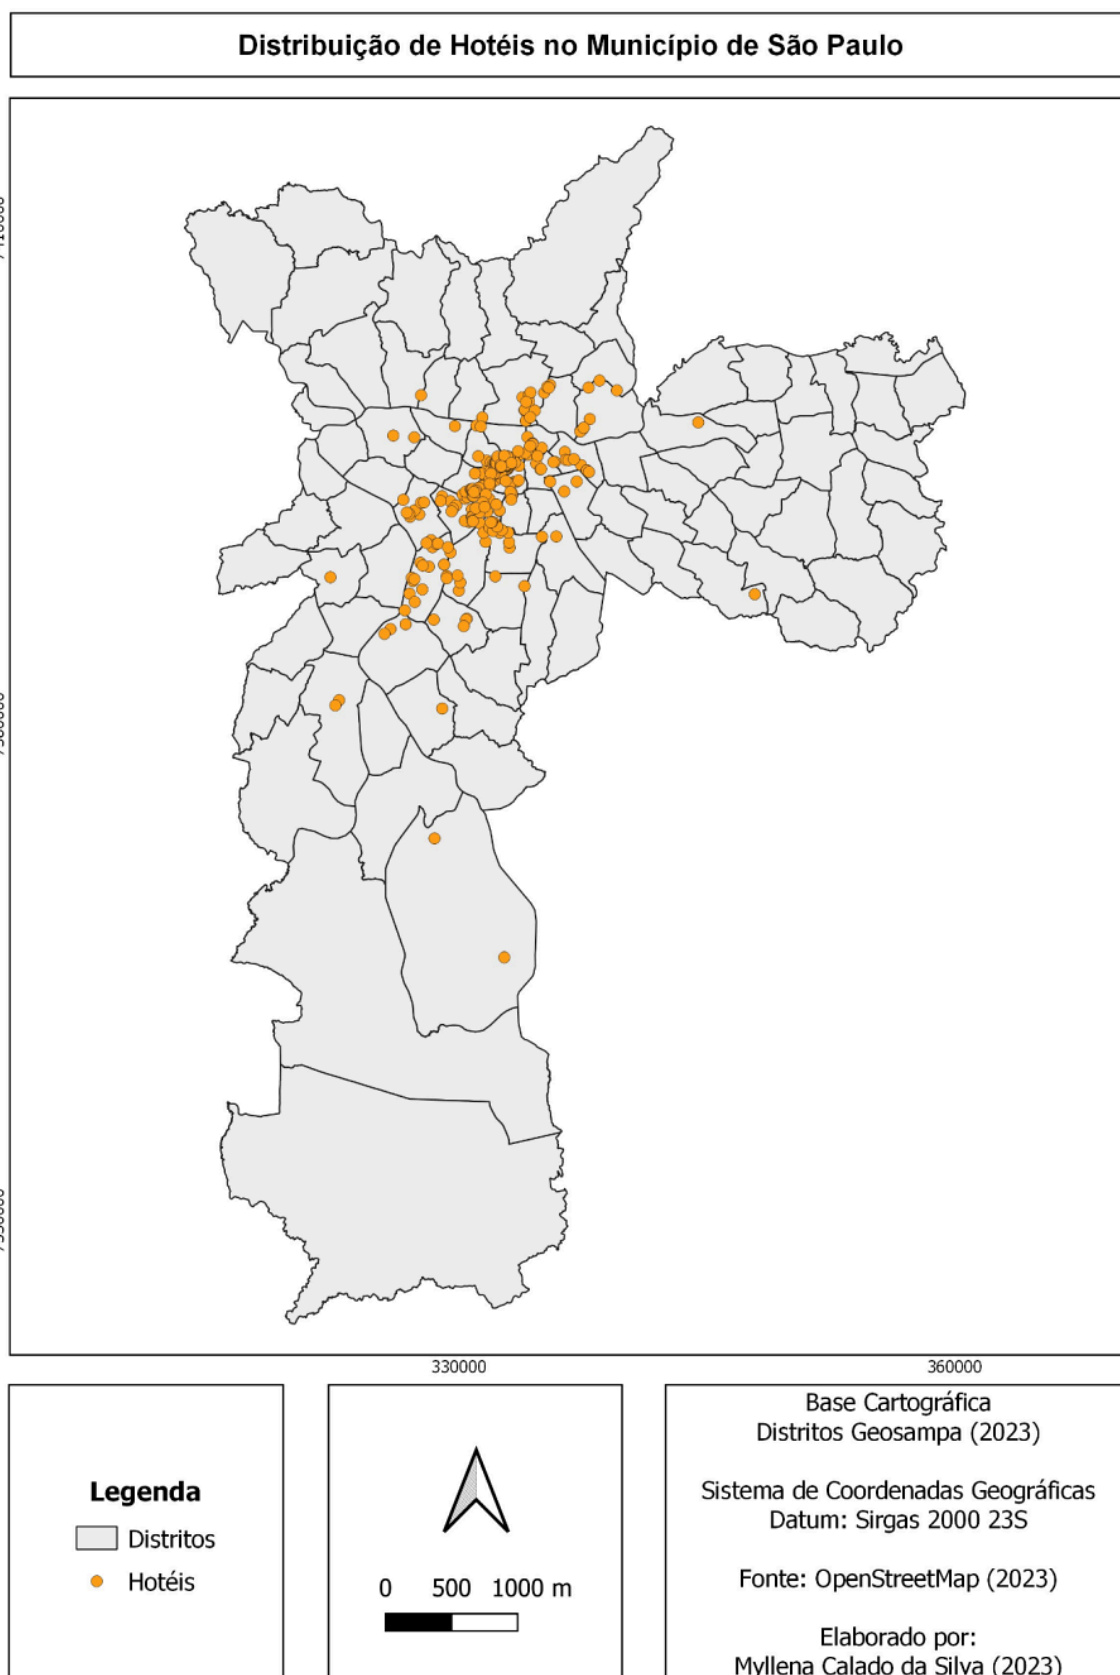 Distribuição de Hotéis no Município de São Paulo
330000
360000
Legenda
Distritos
Hotéis
0 500 1000 m
Base Cartográfica
Distritos Geosampa (2023)
Sistema de Coordenadas Geográficas
Datum: Sirgas 2000 23S
Fonte: OpenStreetMap (2023)
Elaborado por:
Myllena Calado da Silva (2023)